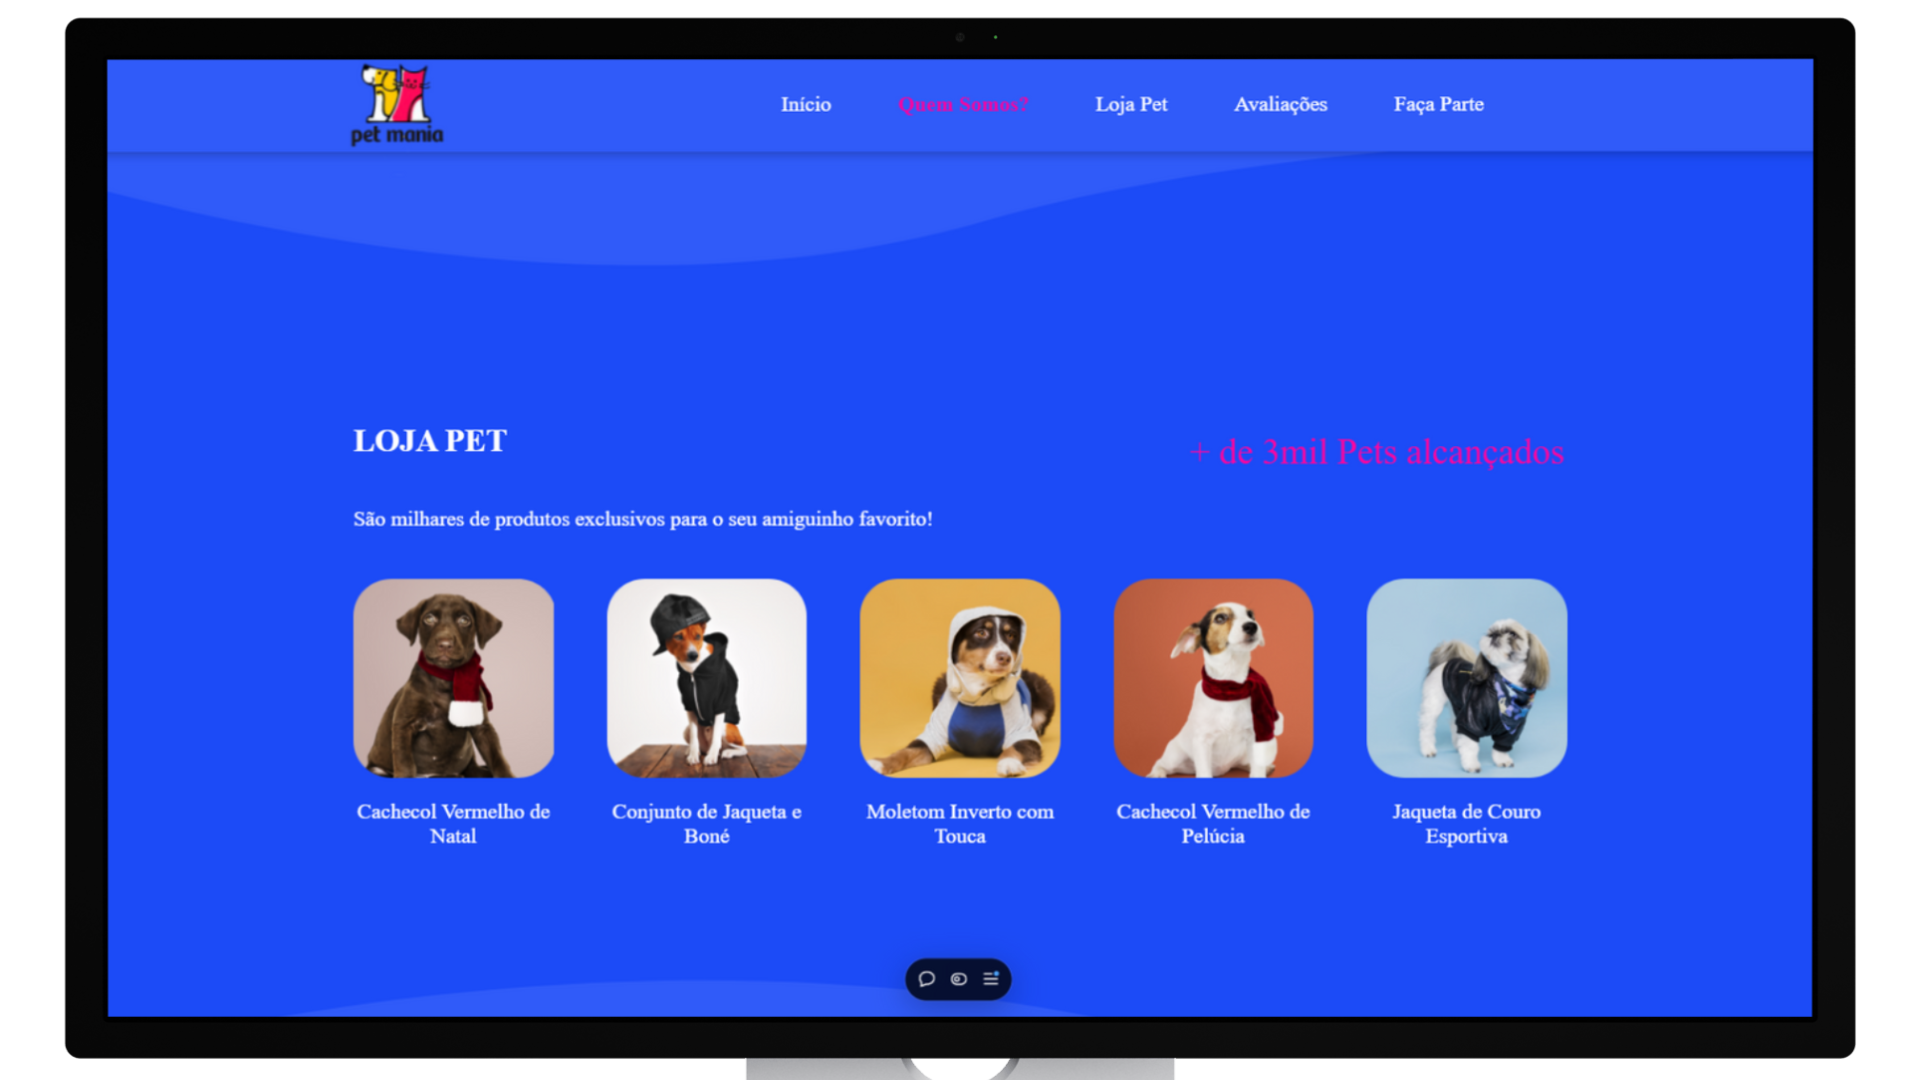 pet mania
Início
Quem Somos?
Loja Pet
Avaliações
Faça Parte
LOJA PET
+ de 3mil Pets alcançados
São milhares de produtos exclusivos para o seu amiguinho favorito!
Cachecol Vermelho de
Natal
Conjunto de Jaqueta e
Boné
Moletom Inverto com
Touca
Cachecol Vermelho de
Pelúcia
Jaqueta de Couro
Esportiva